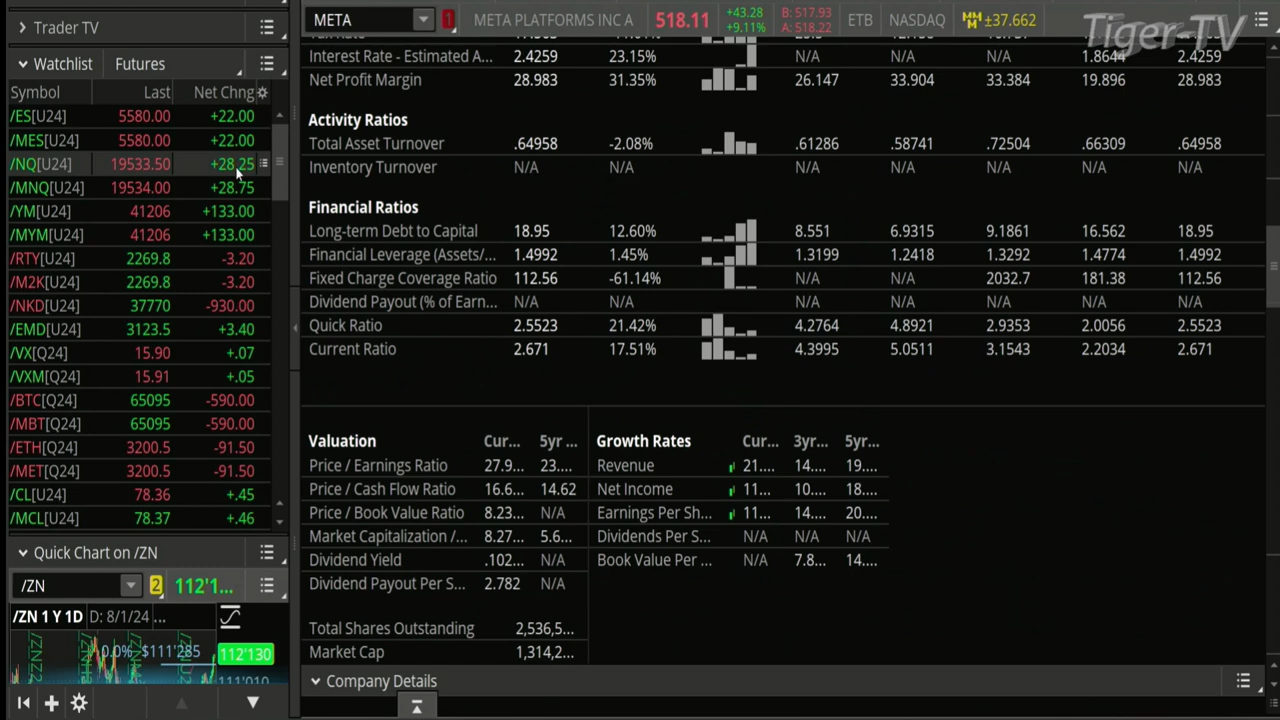 Trader TV
META
1
META PLATFORMS INC A
518.11
+43.28
+9.11%
B: 517.93
A: 518.22
ETB
NASDAQ
±37.662
Tiger-TV
Watchlist Futures
Symbol Last Net Chng
/ES[U24] 5580.00 +22.00
/MES[U24] 5580.00 +22.00
/NQ[U24] 19533.50 +28.25
/MNQ[U24] 19534.00 +28.75
/YM[U24] 41206 +133.00
/MYM[U24] 41206 +133.00
/RTY[U24] 2269.8 -3.20
/M2K[U24] 2269.8 -3.20
/NKD[U24] 37770 -930.00
/EMD[U24] 3123.5 +3.40
/VX[Q24] 15.90 +.07
/VXM[Q24] 15.91 +.05
/BTC[Q24] 65095 -590.00
/MBT[Q24] 65095 -590.00
/ETH[Q24] 3200.5 -91.50
/MET[Q24] 3200.5 -91.50
/CL[U24] 78.36 +.45
/MCL[U24] 78.37 +.46
Quick Chart on /ZN
/ZN 2 112'1...
/ZN 1 Y 1D D: 8/1/24 ...
0.0% $111'285 112'130
111'010
Interest Rate - Estimated A... 2.4259 23.15% N/A N/A N/A 1.8644 2.4259
Net Profit Margin 28.983 31.35% 26.147 33.904 33.384 19.896 28.983
Activity Ratios
Total Asset Turnover .64958 -2.08% .61286 .58741 .72504 .66309 .64958
Inventory Turnover N/A N/A N/A N/A N/A N/A N/A
Financial Ratios
Long-term Debt to Capital 18.95 12.60% 8.551 6.9315 9.1861 16.562 18.95
Financial Leverage (Assets/... 1.4992 1.45% 1.3199 1.2418 1.3292 1.4774 1.4992
Fixed Charge Coverage Ratio 112.56 -61.14% N/A N/A 2032.7 181.38 112.56
Dividend Payout (% of Earn... N/A N/A N/A N/A N/A N/A N/A
Quick Ratio 2.5523 21.42% 4.2764 4.8921 2.9353 2.0056 2.5523
Current Ratio 2.671 17.51% 4.3995 5.0511 3.1543 2.2034 2.671
Valuation Cur... 5yr ...
Price / Earnings Ratio 27.9... 23....
Price / Cash Flow Ratio 16.6... 14.62
Price / Book Value Ratio 8.23... N/A
Market Capitalization /... 8.27... 5.6...
Dividend Yield .102... N/A
Dividend Payout Per S... 2.782 N/A
Total Shares Outstanding 2,536,5...
Market Cap 1,314,2...
Growth Rates Cur... 3yr... 5yr...
Revenue 21.... 14.... 19....
Net Income 11... 10.... 18....
Earnings Per Sh... 11... 14.... 20....
Dividends Per S... N/A N/A N/A
Book Value Per ... N/A 7.8... 14....
Company Details